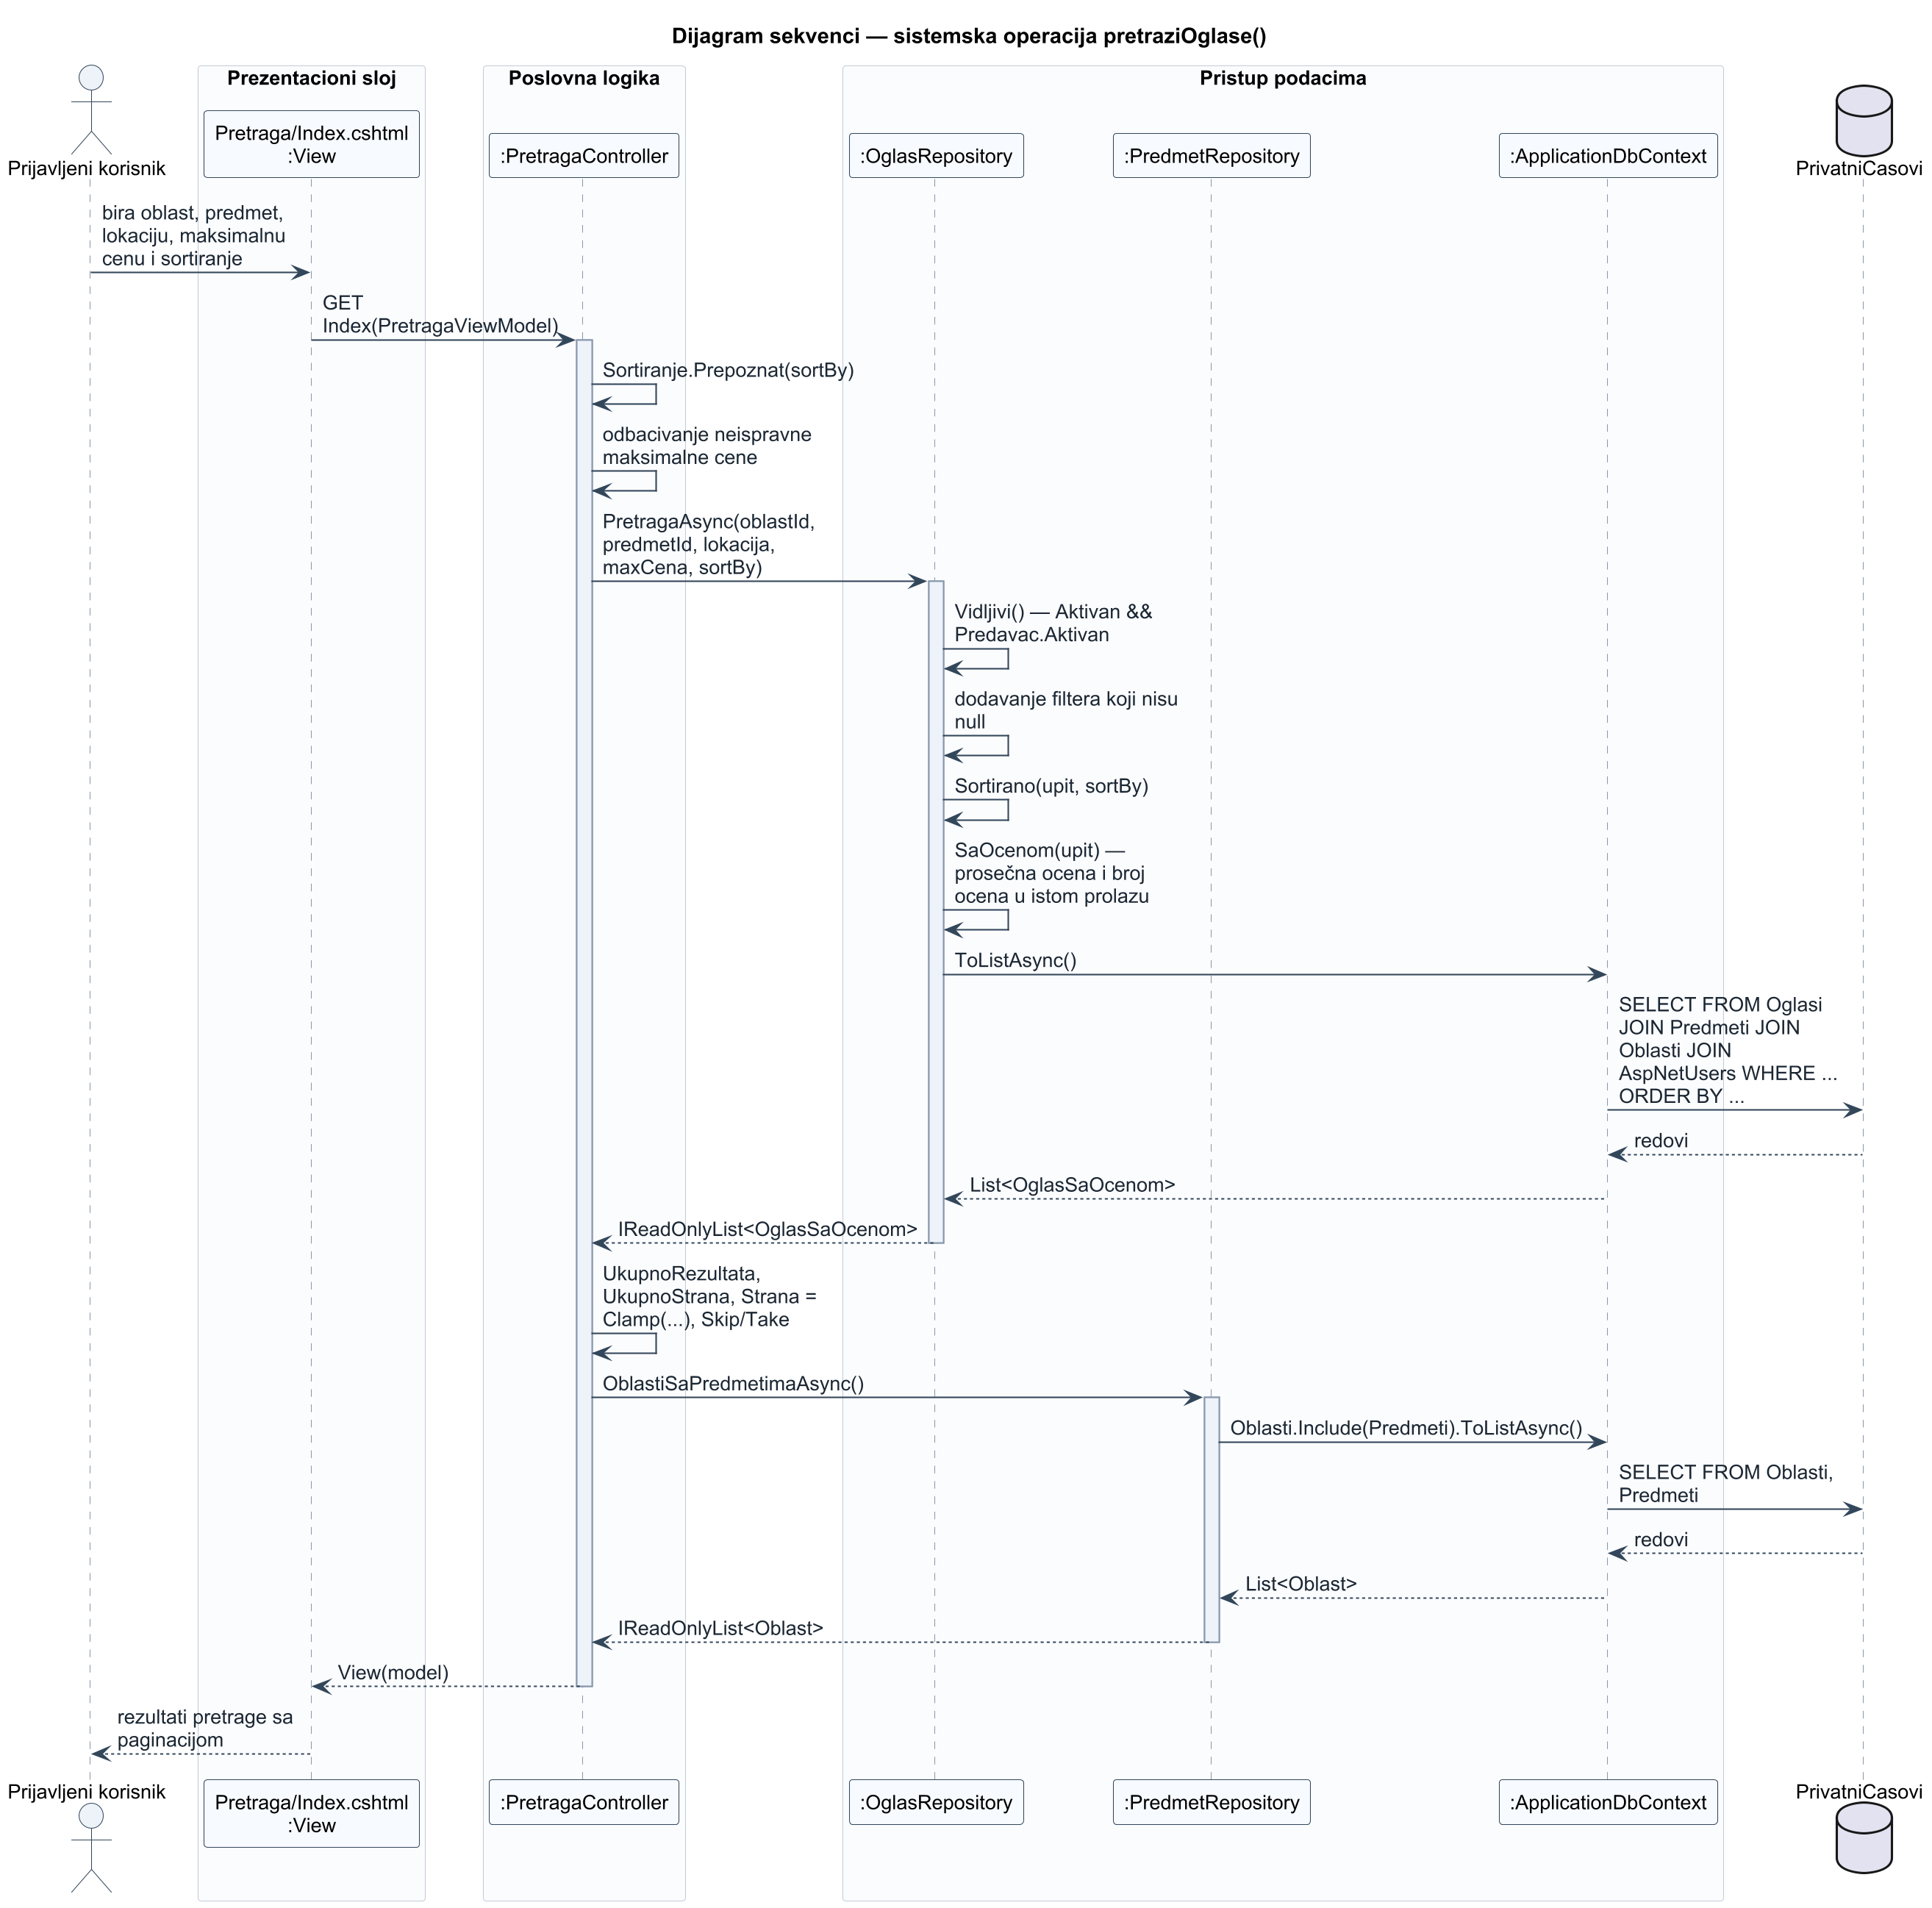 Dijagram sekvenci — sistemska operacija pretraziOglase()
Prezentacioni sloj
Poslovna logika
Pristup podacima
Prijavljeni korisnik
Pretraga/Index.cshtml
:View
:PretragaController
:OglasRepository
:PredmetRepository
:ApplicationDbContext
PrivatniCasovi
bira oblast, predmet,
lokaciju, maksimalnu
cenu i sortiranje
GET
Index(PretragaViewModel)
Sortiranje.Prepoznat(sortBy)
odbacivanje neispravne
maksimalne cene
PretragaAsync(oblastId,
predmetId, lokacija,
maxCena, sortBy)
Vidljivi() — Aktivan &&
Predavac.Aktivan
dodavanje filtera koji nisu
null
Sortirano(upit, sortBy)
SaOcenom(upit) —
prosečna ocena i broj
ocena u istom prolazu
ToListAsync()
SELECT FROM Oglasi
JOIN Predmeti JOIN
Oblasti JOIN
AspNetUsers WHERE ...
ORDER BY ...
redovi
List<OglasSaOcenom>
IReadOnlyList<OglasSaOcenom>
UkupnoRezultata,
UkupnoStrana, Strana =
Clamp(...), Skip/Take
OblastiSaPredmetimaAsync()
Oblasti.Include(Predmeti).ToListAsync()
SELECT FROM Oblasti,
Predmeti
redovi
List<Oblast>
IReadOnlyList<Oblast>
View(model)
rezultati pretrage sa
paginacijom
Prijavljeni korisnik
Pretraga/Index.cshtml
:View
:PretragaController
:OglasRepository
:PredmetRepository
:ApplicationDbContext
PrivatniCasovi